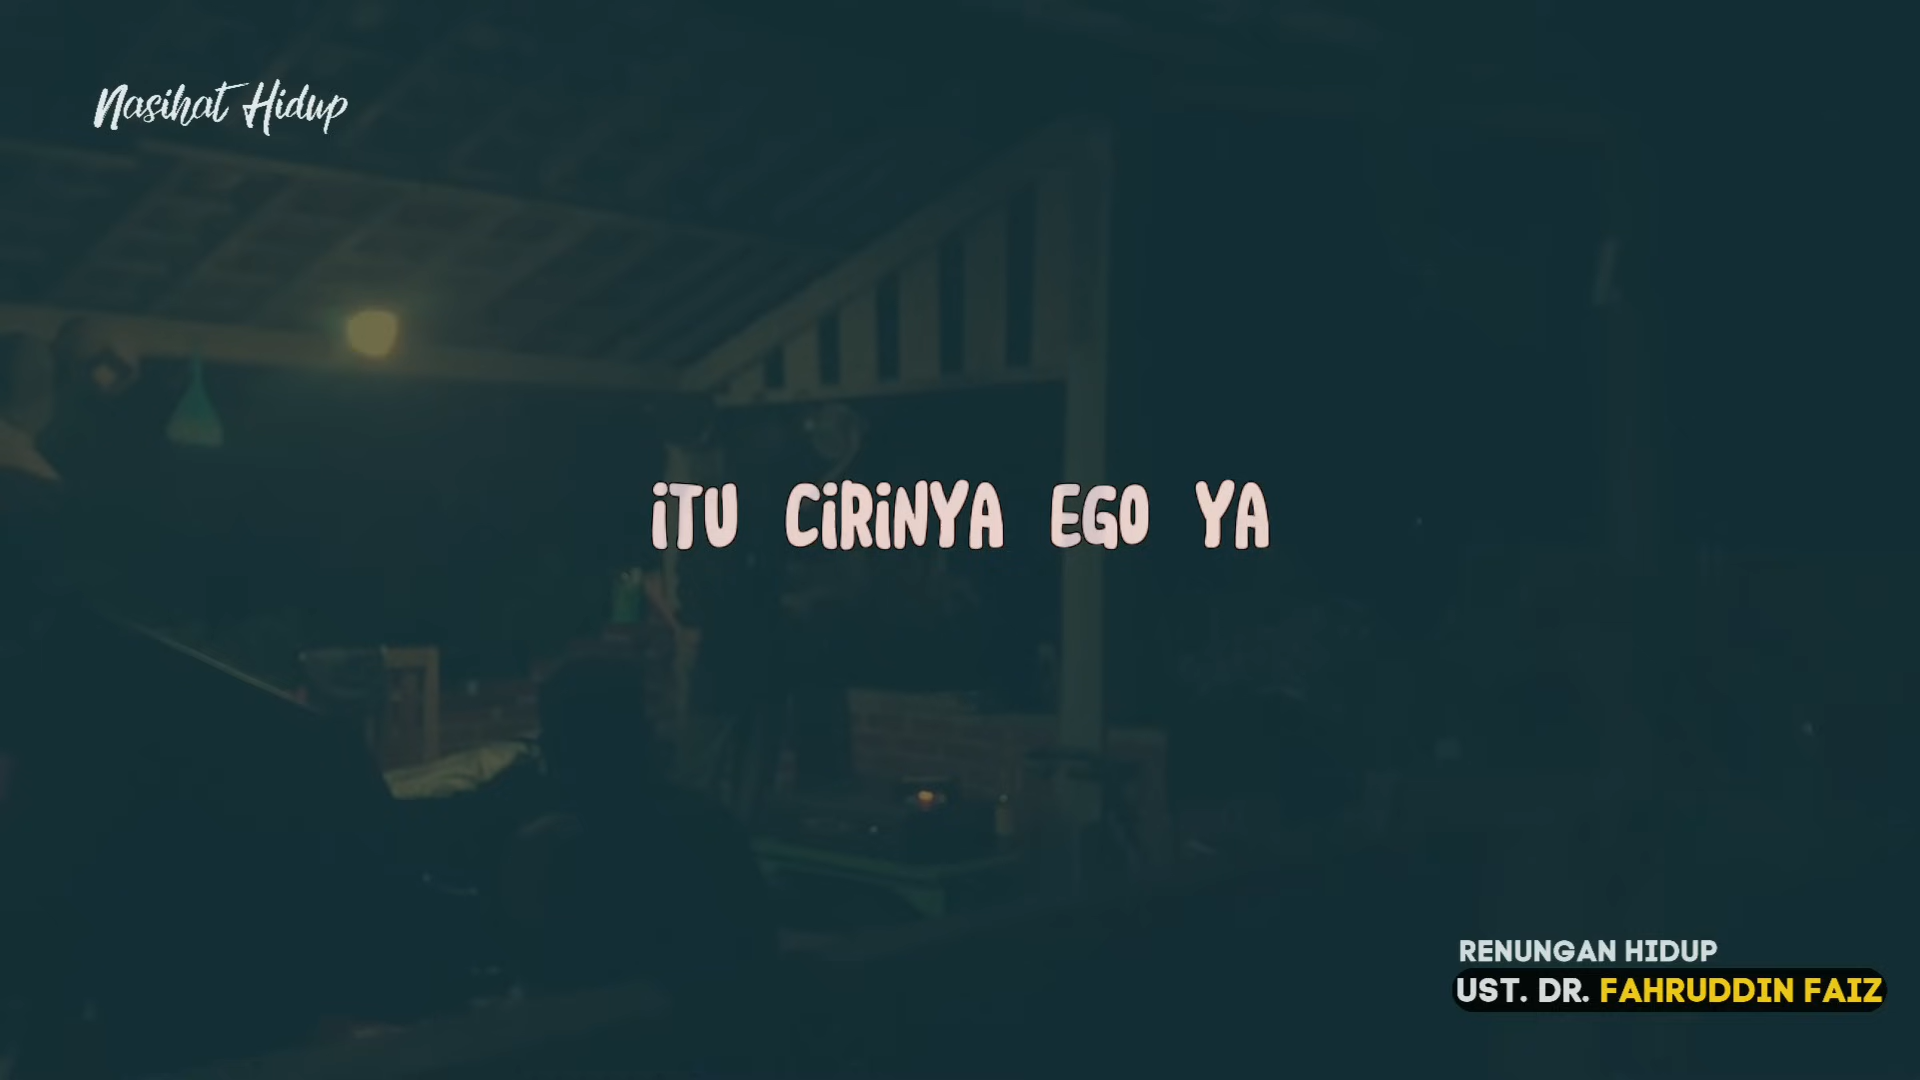 Nasihat Hidup
iTU CiRiNYA EGO YA
RENUNGAN HIDUP
UST. DR. FAHRUDDIN FAIZ